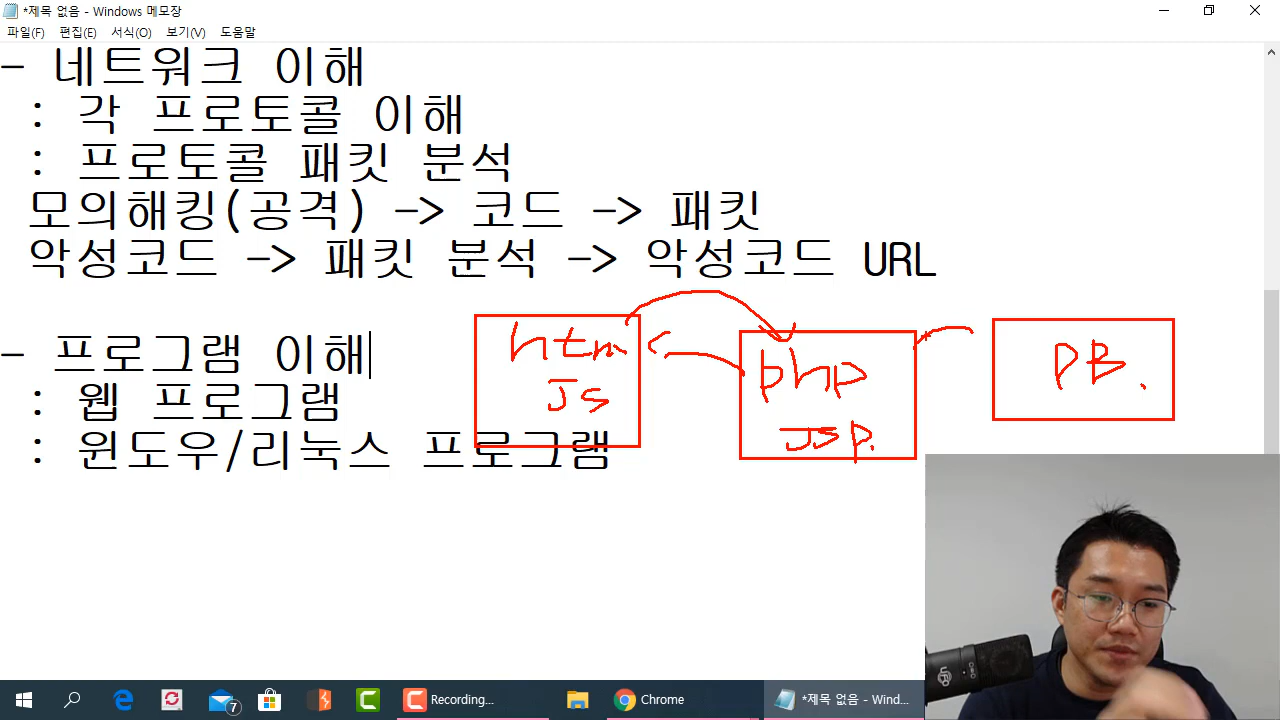 *제목 없음 - Windows 메모장
파일(F) 편집(E) 서식(O) 보기(V) 도움말
- 네트워크 이해
: 각 프로토콜 이해
: 프로토콜 패킷 분석
모의해킹(공격) -> 코드 -> 패킷
악성코드 -> 패킷 분석 -> 악성코드 URL
- 프로그램 이해
: 웹 프로그램
: 윈도우/리눅스 프로그램
htm
JS
php
JSP.
DB.
7
Recording...
Chrome
*제목 없음 - Wind...